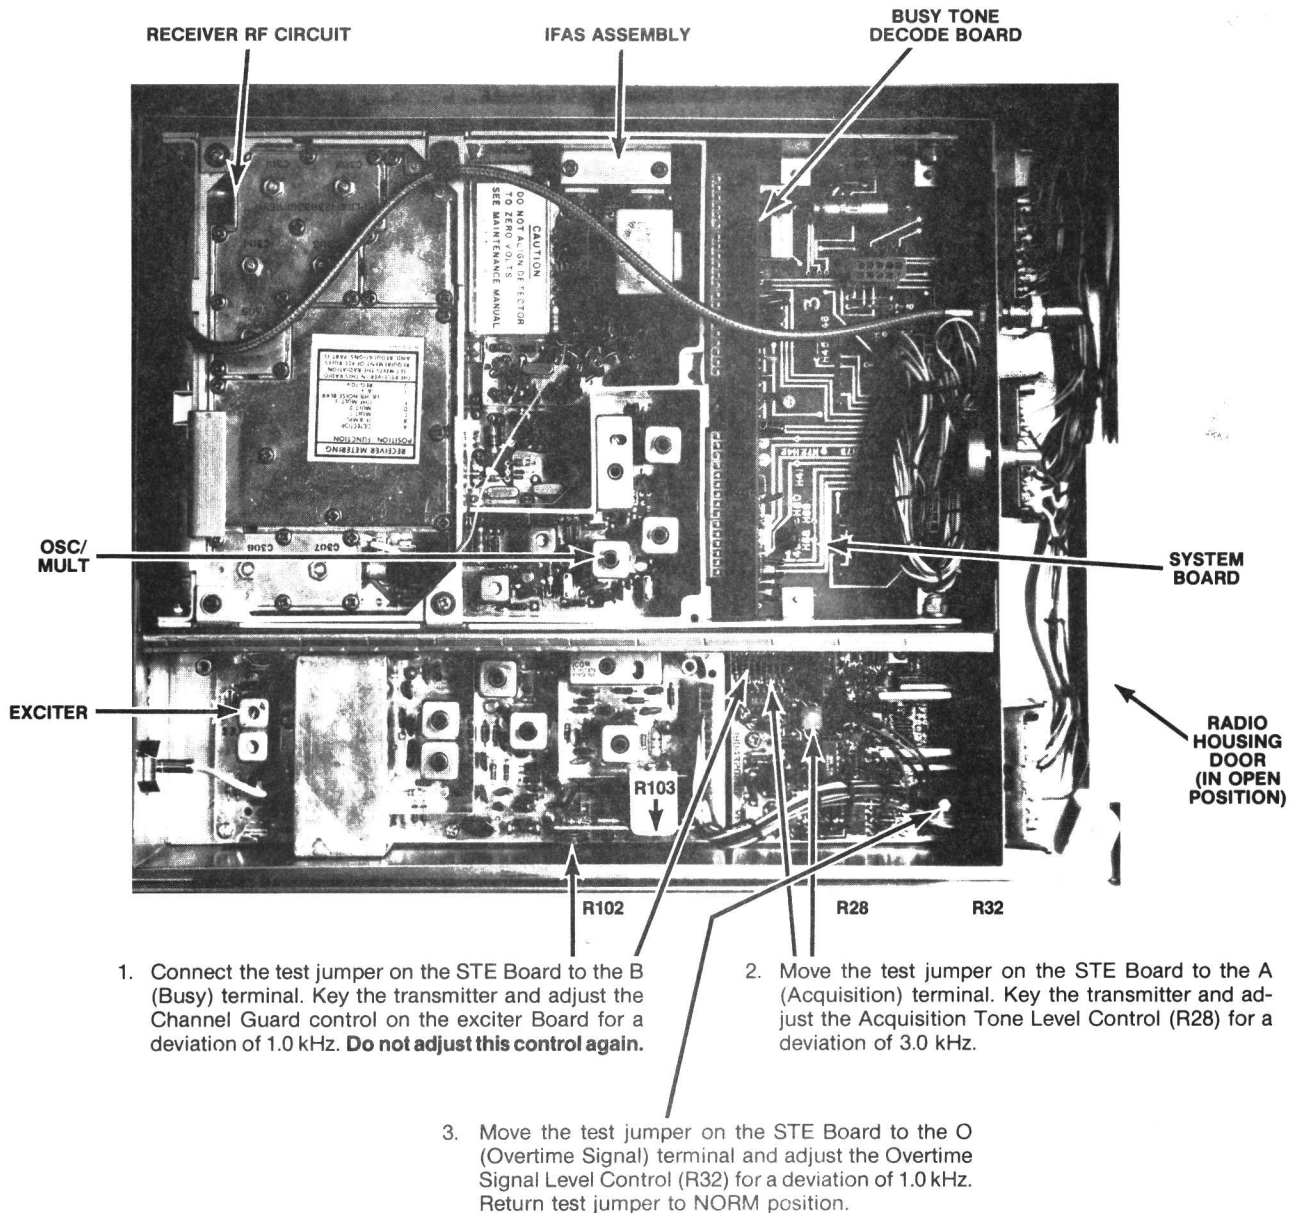 RECEIVER RF CIRCUIT
IFAS ASSEMBLY
BUSY TONE
DECODE BOARD
CAUTION
DO NOT ALIGN DETECTOR
TO ZERO VOLTS
SEE MAINTENANCE MANUAL
RECEIVER METERING
POSITION FUNCTION
DETECTOR
C306
C307
OSC/
MULT
SYSTEM
BOARD
EXCITER
RADIO
HOUSING
DOOR
(IN OPEN
POSITION)
R103
R102
R28
R32
1. Connect the test jumper on the STE Board to the B
(Busy) terminal. Key the transmitter and adjust the
Channel Guard control on the exciter Board for a
deviation of 1.0 kHz. Do not adjust this control again.
2. Move the test jumper on the STE Board to the A
(Acquisition) terminal. Key the transmitter and ad-
just the Acquisition Tone Level Control (R28) for a
deviation of 3.0 kHz.
3. Move the test jumper on the STE Board to the O
(Overtime Signal) terminal and adjust the Overtime
Signal Level Control (R32) for a deviation of 1.0 kHz.
Return test jumper to NORM position.